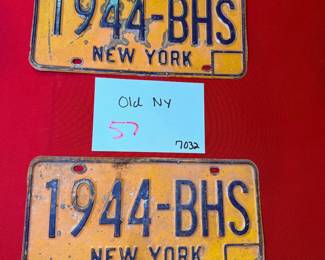 1944-BHS
NEW YORK
Old NY
57
7032
1944-BHS
NEW YORK